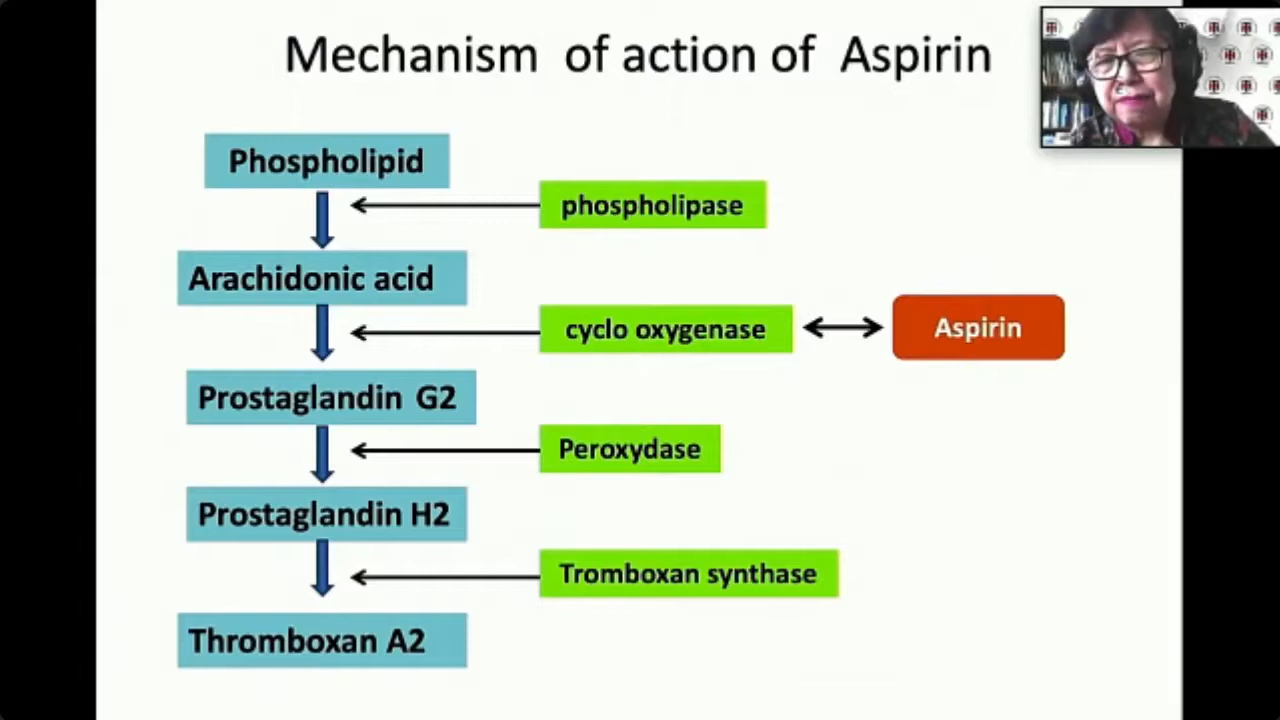 Mechanism of action of Aspirin
Phospholipid
phospholipase
Arachidonic acid
cyclo oxygenase
Aspirin
Prostaglandin G2
Peroxydase
Prostaglandin H2
Tromboxan synthase
Thromboxan A2